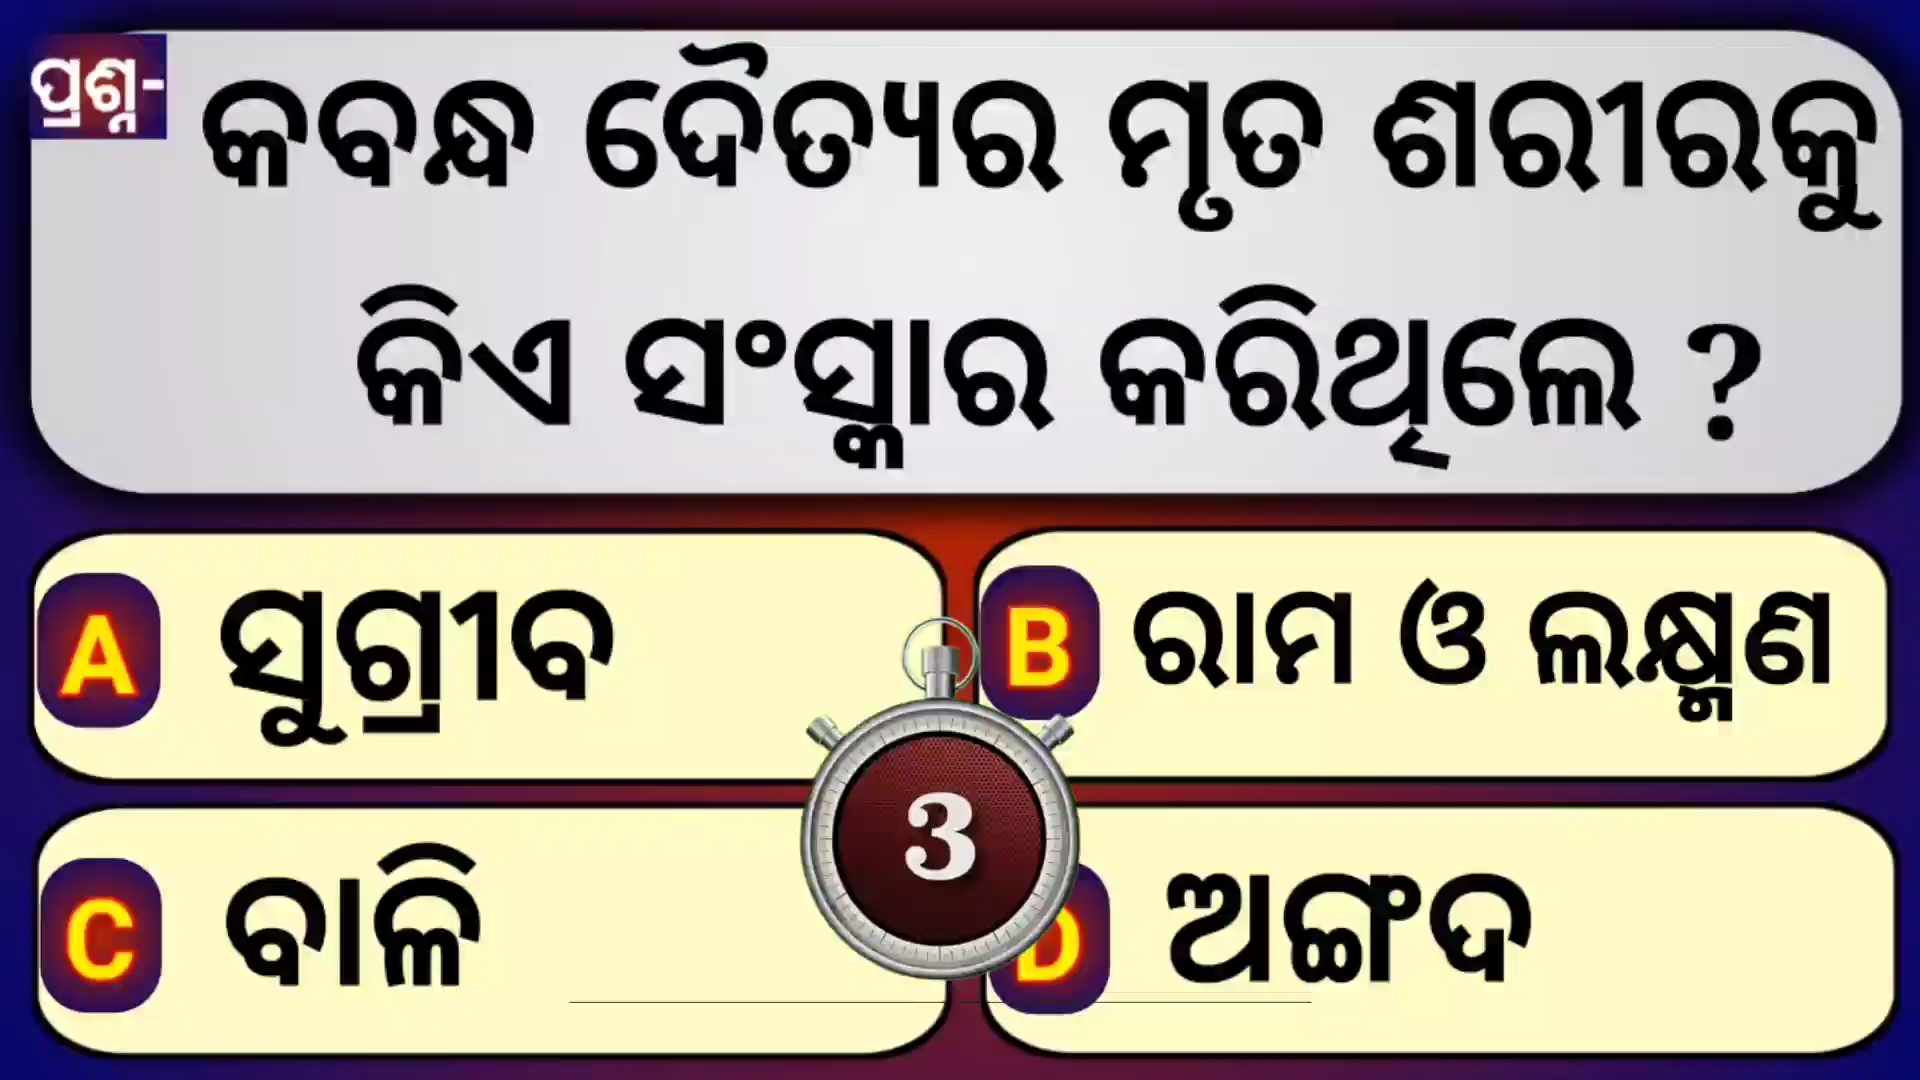 ପ୍ରଶ୍ନ-
କବନ୍ଧ ଦୈତ୍ୟର ମୃତ ଶରୀରକୁ
କିଏ ସଂସ୍କାର କରିଥିଲେ ?
A ସୁଗ୍ରୀବ
B ରାମ ଓ ଲକ୍ଷ୍ମଣ
3
C ବାଳି
D ଅଙ୍ଗଦ